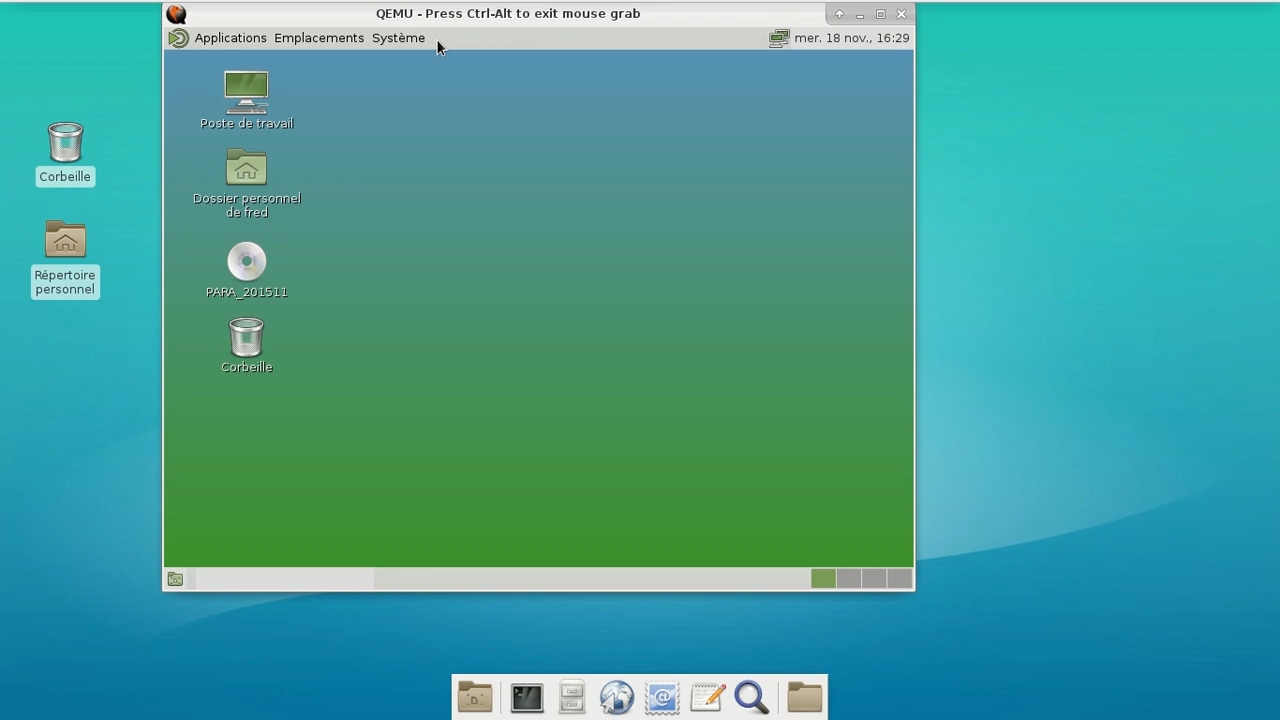 QEMU - Press Ctrl-Alt to exit mouse grab
Applications Emplacements Système mer. 18 nov., 16:29
Poste de travail
Dossier personnel
de fred
PARA_201511
Corbeille
Corbeille
Répertoire
personnel